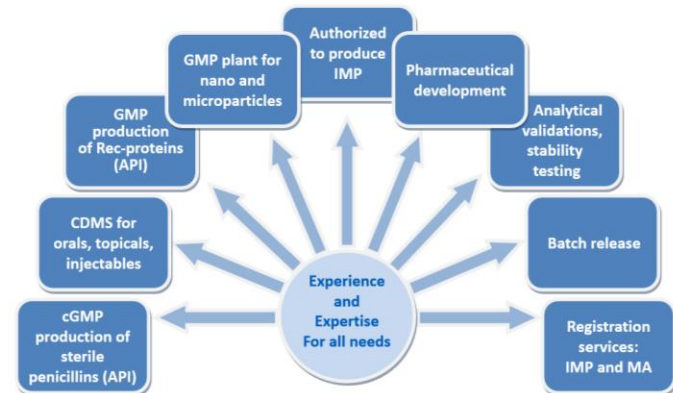 Authorized
to produce
IMP
GMP plant for
nano and
microparticles
Pharmaceutical
development
GMP
production
of Rec-proteins
(API)
Analytical
validations,
stability
testing
CDMS for
orals, topicals,
injectables
Batch release
cGMP
production of
sterile
penicillins (API)
Experience
and
Expertise
For all needs
Registration
services:
IMP and MA